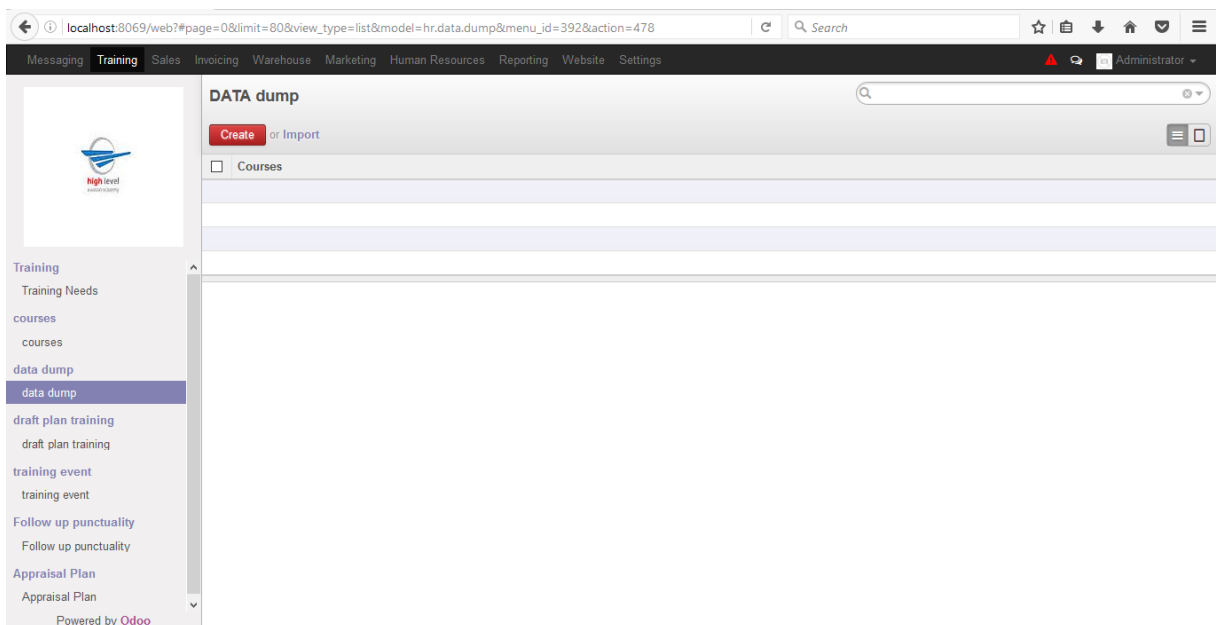 localhost:8069/web?#page=0&limit=80&view_type=list&model=hr.data.dump&menu_id=392&action=478
Search
Messaging Training Sales Invoicing Warehouse Marketing Human Resources Reporting Website Settings Administrator
high level
DATA dump
Create or Import
Courses
Training
Training Needs
courses
courses
data dump
data dump
draft plan training
draft plan training
training event
training event
Follow up punctuality
Follow up punctuality
Appraisal Plan
Appraisal Plan
Powered by Odoo